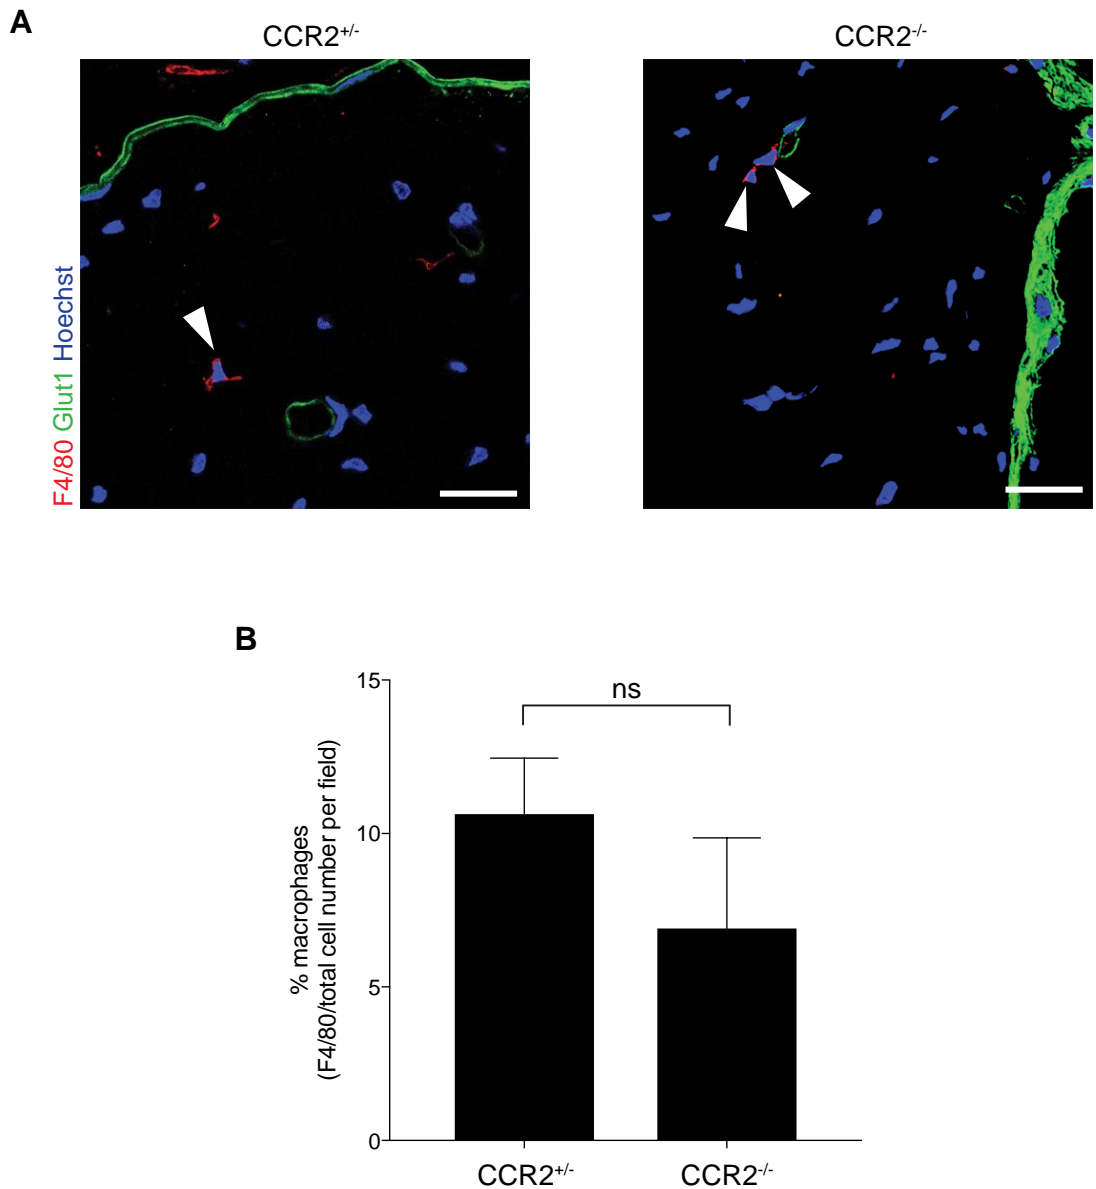 A
CCR2+/-
CCR2-/-
F4/80 Glut1 Hoechst
B
% macrophages
(F4/80/total cell number per field)
15
10
5
0
ns
CCR2+/-
CCR2-/-